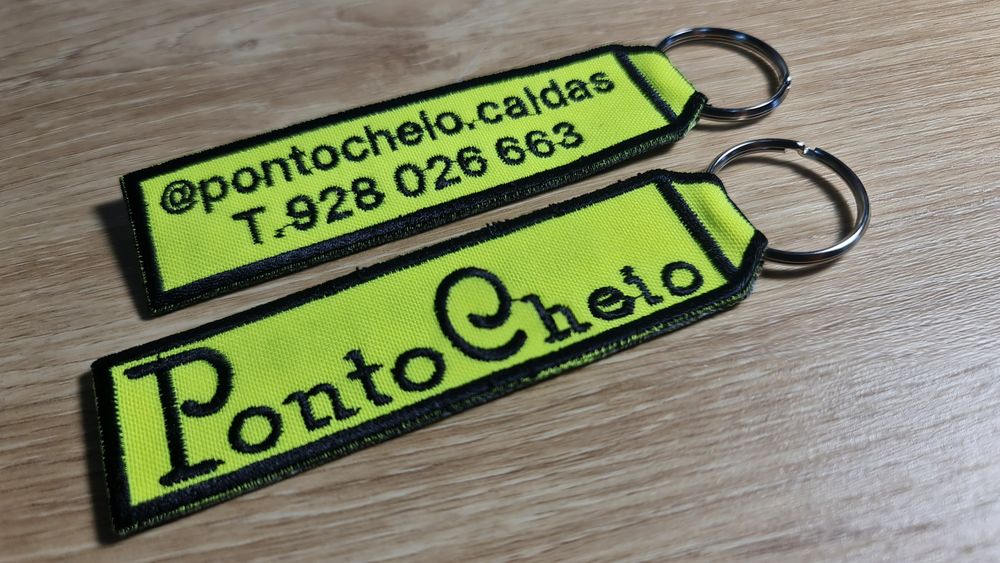 @pontocheio.caldas
T.928 026 663
PontoCheio